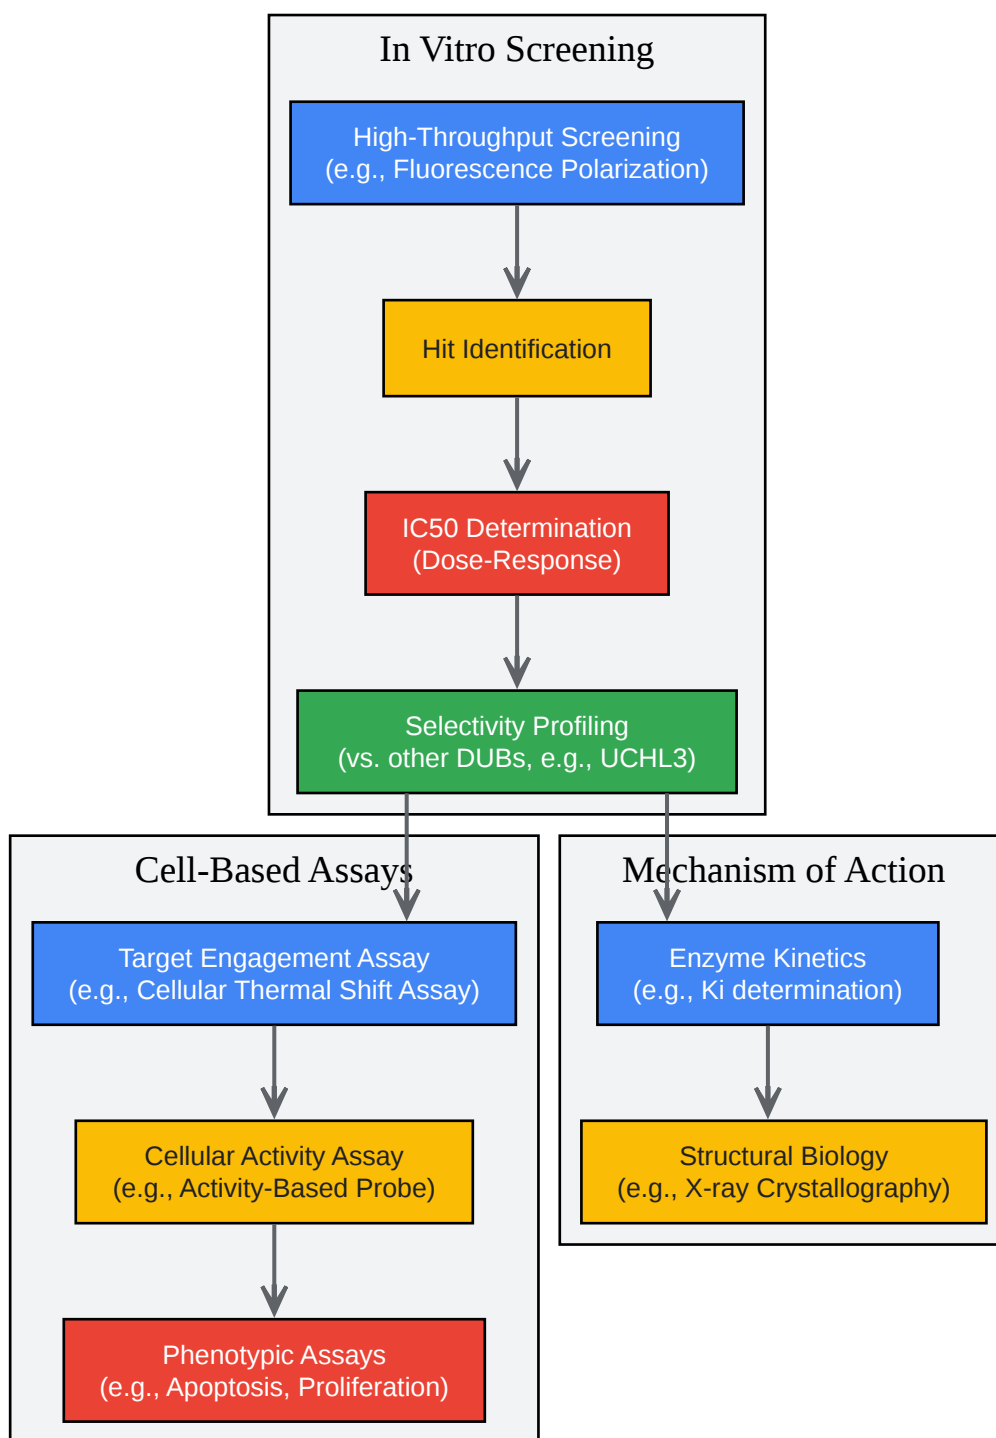 In Vitro Screening
High-Throughput Screening
(e.g., Fluorescence Polarization)
Hit Identification
IC50 Determination
(Dose-Response)
Selectivity Profiling
(vs. other DUBs, e.g., UCHL3)
Cell-Based Assays
Target Engagement Assay
(e.g., Cellular Thermal Shift Assay)
Cellular Activity Assay
(e.g., Activity-Based Probe)
Phenotypic Assays
(e.g., Apoptosis, Proliferation)
Mechanism of Action
Enzyme Kinetics
(e.g., Ki determination)
Structural Biology
(e.g., X-ray Crystallography)